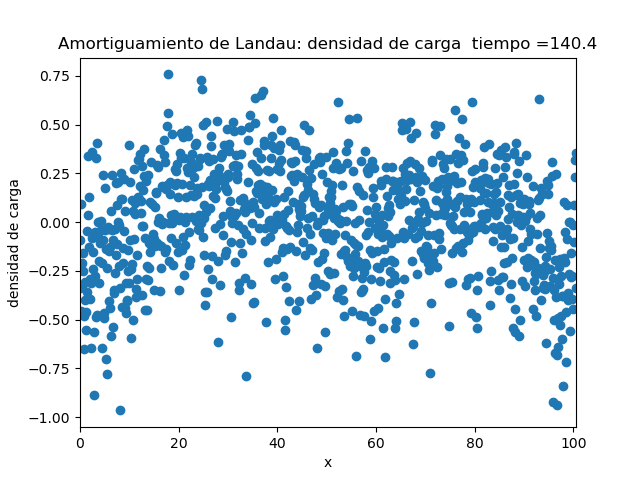 Amortiguamiento de Landau: densidad de carga  tiempo =140.4
0.75
0.50
0.25
0.00
−0.25
−0.50
−0.75
−1.00
densidad de carga
0 20 40 60 80 100
x